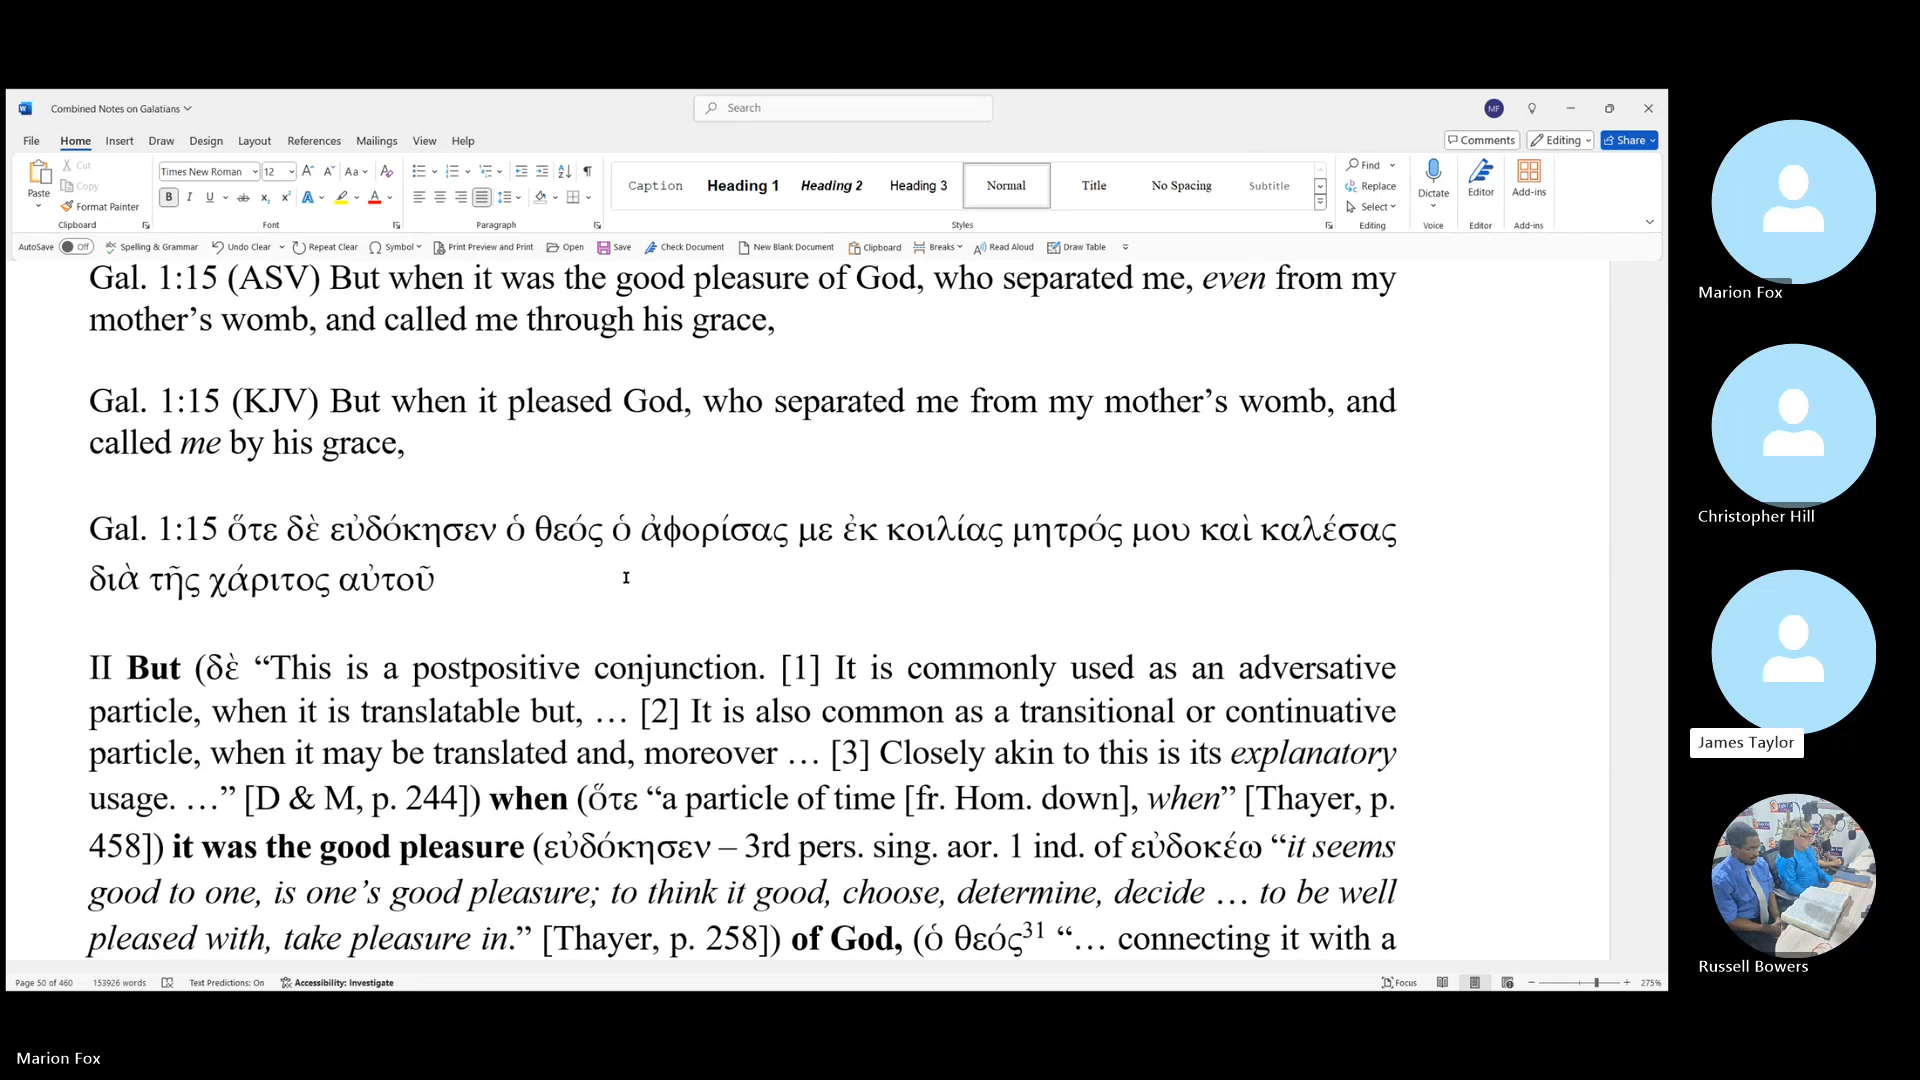 Combined Notes on Galatians
Search
MF
File Home Insert Draw Design Layout References Mailings View Help
Comments Editing Share
Paste
Cut
Copy
Format Painter
Clipboard
Times New Roman 12
Font
Paragraph
Caption Heading 1 Heading 2 Heading 3 Normal Title No Spacing Subtitle
Styles
Find
Replace
Select
Editing
Dictate
Voice
Editor
Editor
Add-ins
Add-ins
AutoSave Off Spelling & Grammar Undo Clear Repeat Clear Symbol Print Preview and Print Open Save Check Document New Blank Document Clipboard Breaks Read Aloud Draw Table
Gal. 1:15 (ASV) But when it was the good pleasure of God, who separated me, even from my
mother’s womb, and called me through his grace,
Gal. 1:15 (KJV) But when it pleased God, who separated me from my mother’s womb, and
called me by his grace,
Gal. 1:15 ὅτε δὲ εὐδόκησεν ὁ θεός ὁ ἀφορίσας με ἐκ κοιλίας μητρός μου καὶ καλέσας
διὰ τῆς χάριτος αὐτοῦ
II But (δὲ “This is a postpositive conjunction. [1] It is commonly used as an adversative
particle, when it is translatable but, … [2] It is also common as a transitional or continuative
particle, when it may be translated and, moreover … [3] Closely akin to this is its explanatory
usage. …” [D & M, p. 244]) when (ὅτε “a particle of time [fr. Hom. down], when” [Thayer, p.
458]) it was the good pleasure (εὐδόκησεν – 3rd pers. sing. aor. 1 ind. of εὐδοκέω “it seems
good to one, is one’s good pleasure; to think it good, choose, determine, decide … to be well
pleased with, take pleasure in.” [Thayer, p. 258]) of God, (ὁ θεός31 “… connecting it with a
Page 50 of 460 153926 words Text Predictions: On Accessibility: Investigate Focus 275%
Marion Fox
Christopher Hill
James Taylor
Russell Bowers
Marion Fox